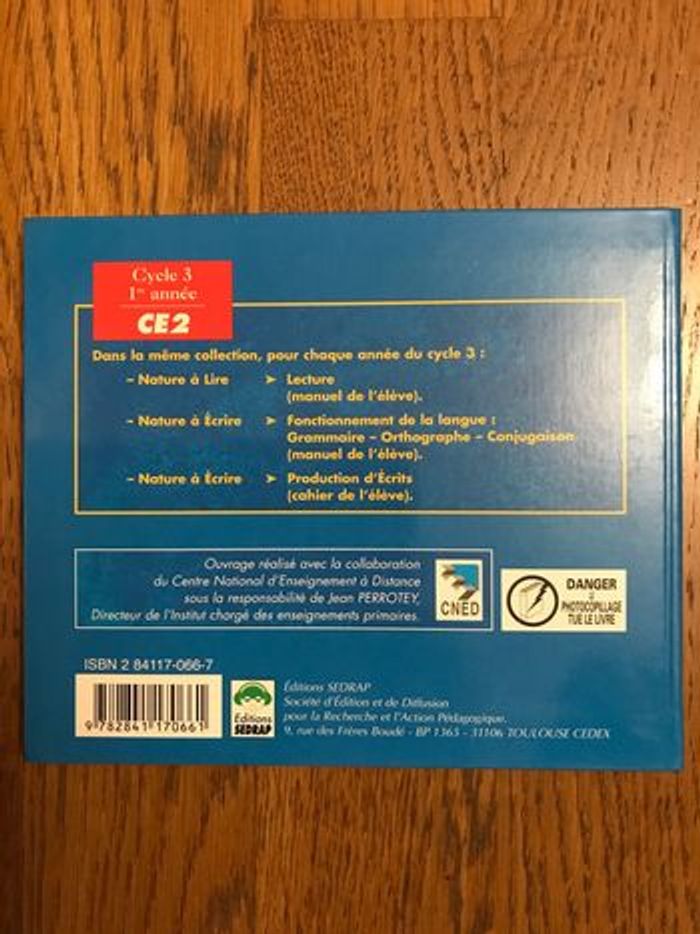 Cycle 3
1re année
CE2
Dans la même collection, pour chaque année du cycle 3 :
– Nature à Lire ➤ Lecture
(manuel de l'élève).
– Nature à Écrire ➤ Fonctionnement de la langue :
Grammaire – Orthographe – Conjugaison
(manuel de l'élève).
– Nature à Écrire ➤ Production d'Écrits
(cahier de l'élève).
Ouvrage réalisé avec la collaboration
du Centre National d'Enseignement à Distance
sous la responsabilité de Jean PERROTEY,
Directeur de l'Institut chargé des enseignements primaires.
CNED
DANGER
LE
PHOTOCOPILLAGE
TUE LE LIVRE
ISBN 2 84117-066-7
9 782841 170661
Éditions
SEDRAP
Éditions SEDRAP
Société d'Édition et de Diffusion
pour la Recherche et l'Action Pédagogique.
9, rue des Frères Boudé - BP 1365 - 31106 TOULOUSE CEDEX